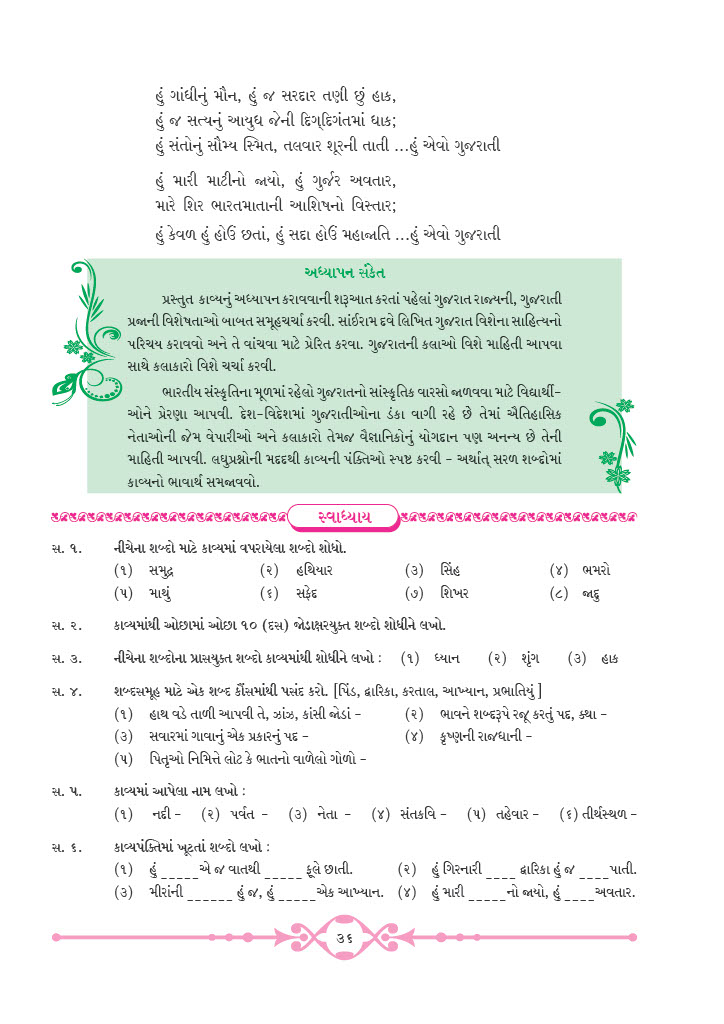 હું ગાંધીનું મૌન, હું જ સરદાર તણી છું હાક,
હું જ સત્યનું આયુધ જેની દિગ્દિગંતમાં ધાક;
હું સંતોનું સૌમ્ય સ્મિત, તલવાર શૂરની તાતી ...હું એવો ગુજરાતી
હું મારી માટીનો જાયો, હું ગુર્જર અવતાર,
મારે શિર ભારતમાતાની આશિષનો વિસ્તાર;
હું કેવળ હું હોઉં છતાં, હું સદા હોઉં મહાજાતિ ...હું એવો ગુજરાતી
અધ્યાપન સંકેત
પ્રસ્તુત કાવ્યનું અધ્યાપન કરાવવાની શરૂઆત કરતાં પહેલાં ગુજરાત રાજ્યની, ગુજરાતી
પ્રજાની વિશેષતાઓ બાબત સમૂહચર્ચા કરવી. સાંઈરામ દવે લિખિત ગુજરાત વિશેના સાહિત્યનો
પરિચય કરાવવો અને તે વાંચવા માટે પ્રેરિત કરવા. ગુજરાતની કલાઓ વિશે માહિતી આપવા
સાથે કલાકારો વિશે ચર્ચા કરવી.
ભારતીય સંસ્કૃતિના મૂળમાં રહેલો ગુજરાતનો સાંસ્કૃતિક વારસો જાળવવા માટે વિદ્યાર્થી-
ઓને પ્રેરણા આપવી. દેશ-વિદેશમાં ગુજરાતીઓના ડંકા વાગી રહે છે તેમાં ઐતિહાસિક
નેતાઓની જેમ વેપારીઓ અને કલાકારો તેમજ વૈજ્ઞાનિકોનું યોગદાન પણ અનન્ય છે તેની
માહિતી આપવી. લઘુપ્રશ્નોની મદદથી કાવ્યની પંક્તિઓ સ્પષ્ટ કરવી - અર્થાત્ સરળ શબ્દોમાં
કાવ્યનો ભાવાર્થ સમજાવવો.
સ્વાધ્યાય
સ. ૧. નીચેના શબ્દો માટે કાવ્યમાં વપરાયેલા શબ્દો શોધો.
(૧) સમુદ્ર (૨) હથિયાર (૩) સિંહ (૪) ભમરો
(૫) માથું (૬) સફેદ (૭) શિખર (૮) જાદુ
સ. ૨. કાવ્યમાંથી ઓછામાં ઓછા ૧૦ (દસ) જોડાક્ષરયુક્ત શબ્દો શોધીને લખો.
સ. ૩. નીચેના શબ્દોના પ્રાસયુક્ત શબ્દો કાવ્યમાંથી શોધીને લખો : (૧) ધ્યાન (૨) શૃંગ (૩) હાક
સ. ૪. શબ્દસમૂહ માટે એક શબ્દ કૌંસમાંથી પસંદ કરો. [પિંડ, દ્વારિકા, કરતાલ, આખ્યાન, પ્રભાતિયું ]
(૧) હાથ વડે તાળી આપવી તે, ઝાંઝ, કાંસી જોડાં - (૨) ભાવને શબ્દરૂપે રજૂ કરતું પદ, કથા -
(૩) સવારમાં ગાવાનું એક પ્રકારનું પદ - (૪) કૃષ્ણની રાજધાની -
(૫) પિતૃઓ નિમિત્તે લોટ કે ભાતનો વાળેલો ગોળો -
સ. ૫. કાવ્યમાં આપેલા નામ લખો :
(૧) નદી - (૨) પર્વત - (૩) નેતા - (૪) સંતકવિ - (૫) તહેવાર - (૬) તીર્થસ્થળ -
સ. ૬. કાવ્યપંક્તિમાં ખૂટતાં શબ્દો લખો :
(૧) હું _____એ જ વાતથી _____ ફૂલે છાતી. (૨) હું ગિરનારી ____ દ્વારિકા હું જ ____પાતી.
(૩) મીરાંની ______ હું જ, હું _____એક આખ્યાન. (૪) હું મારી _____નો જાયો, હું ____અવતાર.
૩૬